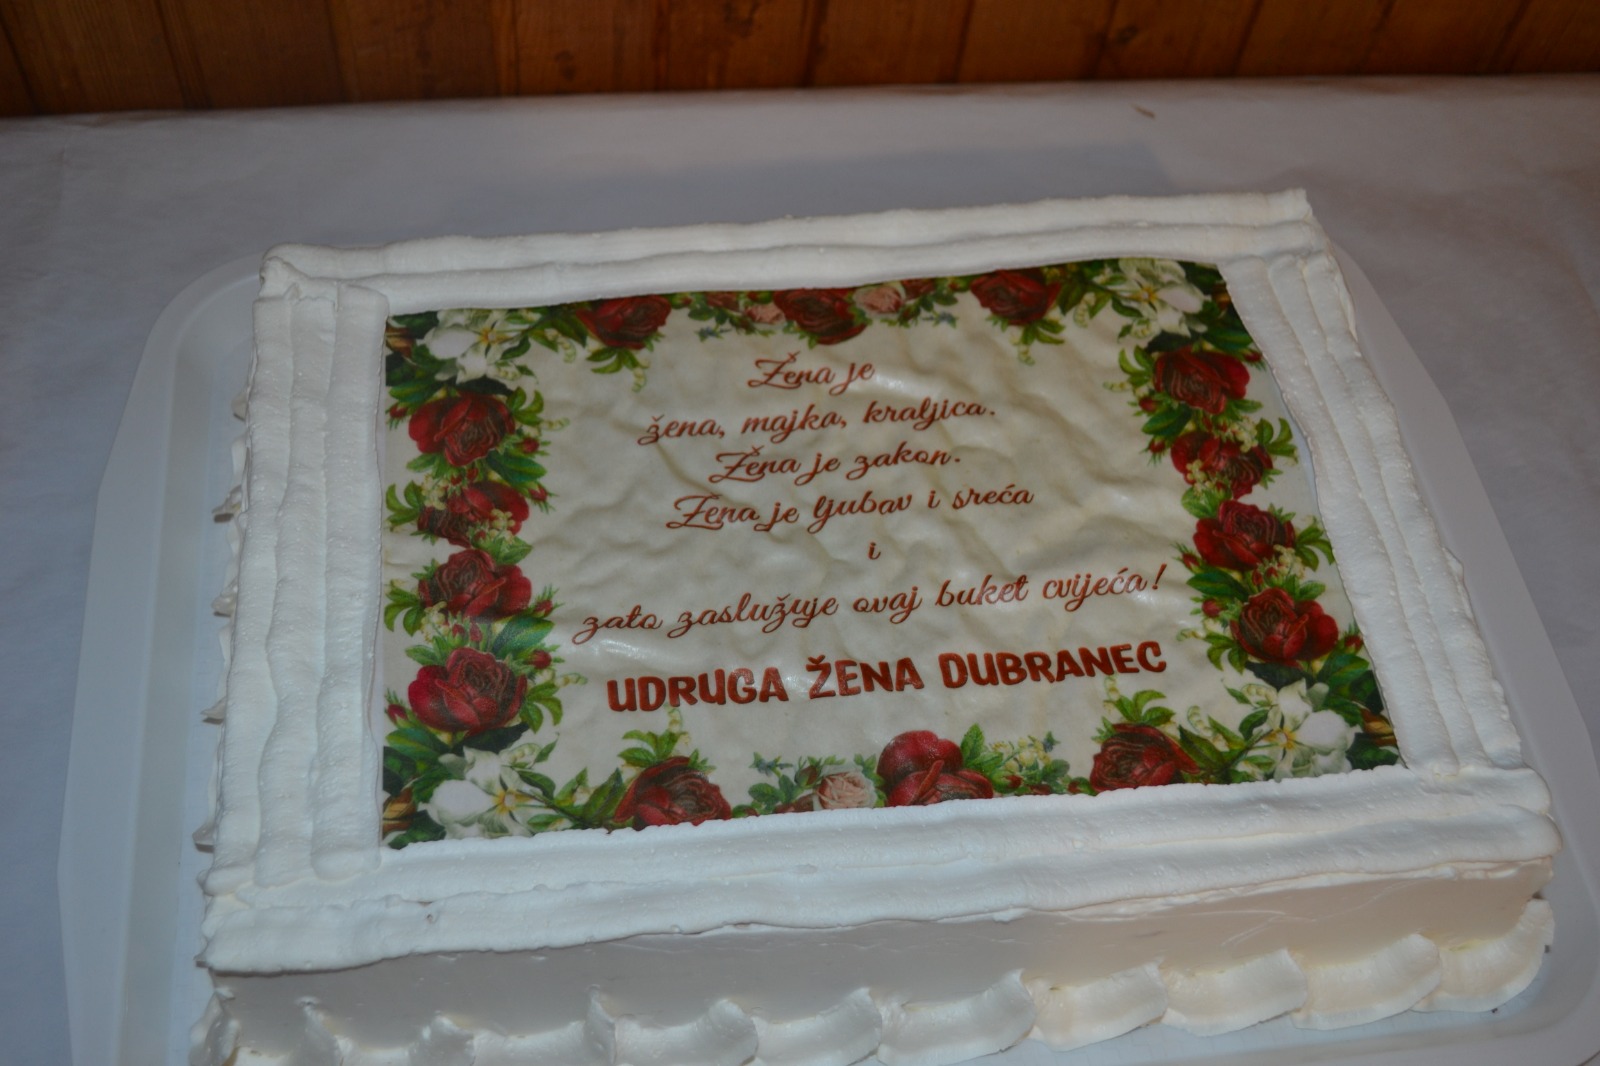 Žena je
žena, majka, kraljica.
Žena je zakon.
Žena je ljubav i sreća
i
zato zaslužuje ovaj buket cvijeća!
UDRUGA ŽENA DUBRANEC